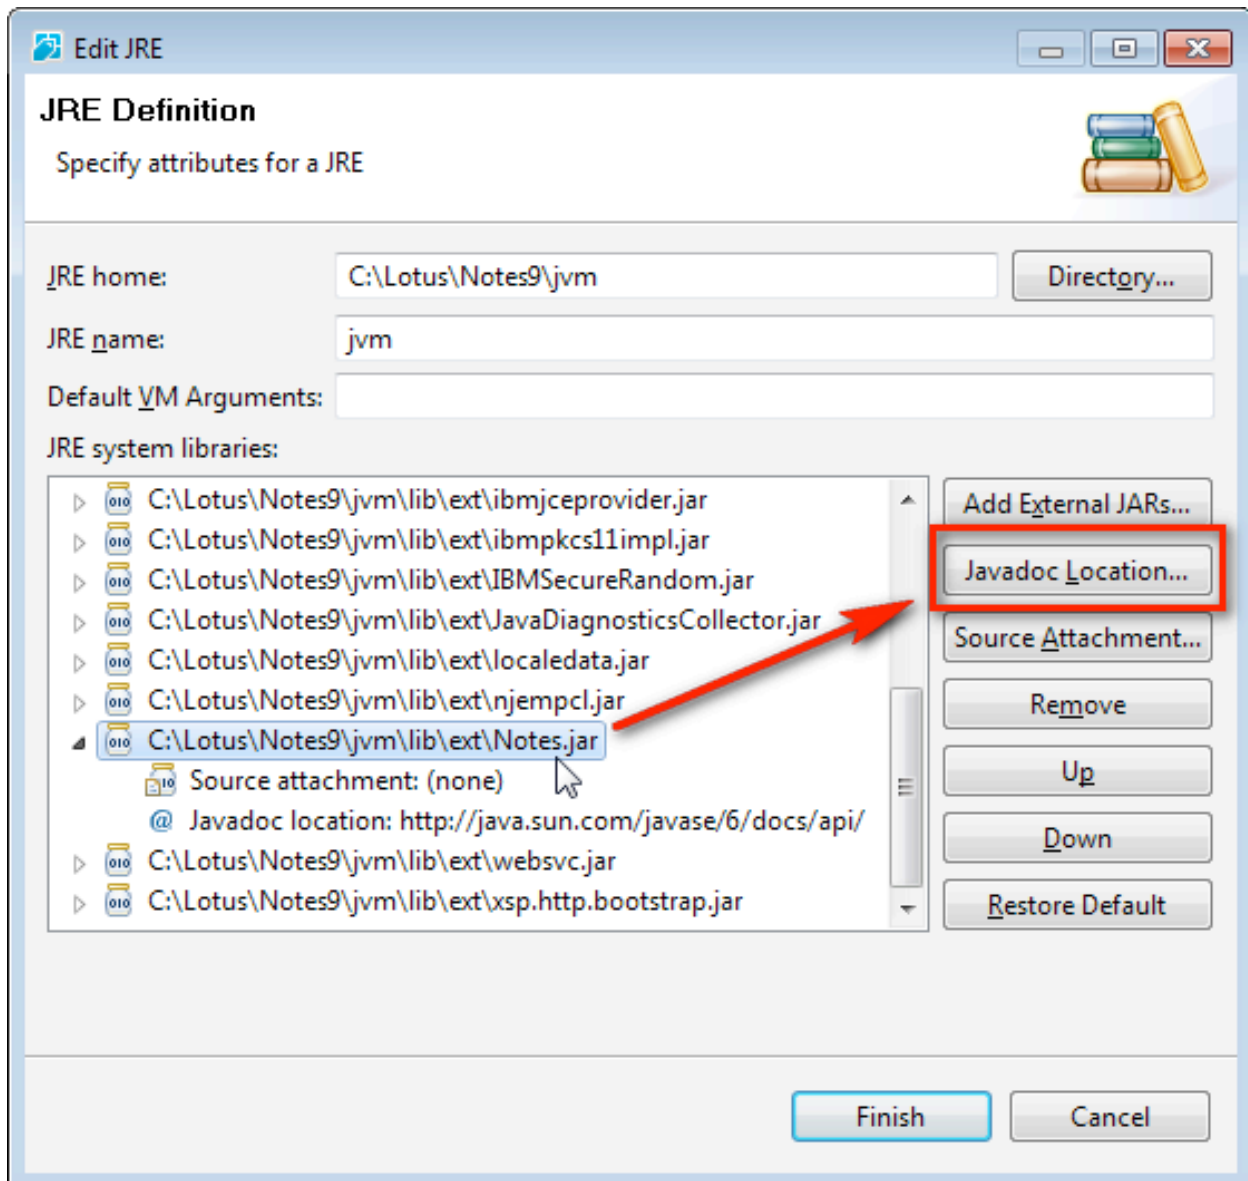 Edit JRE
JRE Definition
Specify attributes for a JRE
JRE home:
C:\Lotus\Notes9\jvm
Directory...
JRE name:
jvm
Default VM Arguments:
JRE system libraries:
C:\Lotus\Notes9\jvm\lib\ext\ibmjceprovider.jar
C:\Lotus\Notes9\jvm\lib\ext\ibmpkcs11impl.jar
C:\Lotus\Notes9\jvm\lib\ext\IBMSecureRandom.jar
C:\Lotus\Notes9\jvm\lib\ext\JavaDiagnosticsCollector.jar
C:\Lotus\Notes9\jvm\lib\ext\localedata.jar
C:\Lotus\Notes9\jvm\lib\ext\njempcl.jar
C:\Lotus\Notes9\jvm\lib\ext\Notes.jar
Source attachment: (none)
@ Javadoc location: http://java.sun.com/javase/6/docs/api/
C:\Lotus\Notes9\jvm\lib\ext\websvc.jar
C:\Lotus\Notes9\jvm\lib\ext\xsp.http.bootstrap.jar
Add External JARs...
Javadoc Location...
Source Attachment...
Remove
Up
Down
Restore Default
Finish
Cancel